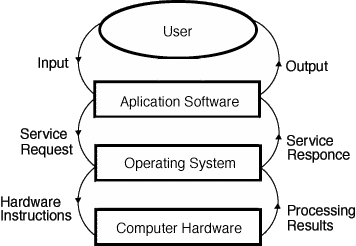 User
Input
Output
Aplication Software
Service
Request
Service
Responce
Operating System
Hardware
Instructions
Processing
Results
Computer Hardware